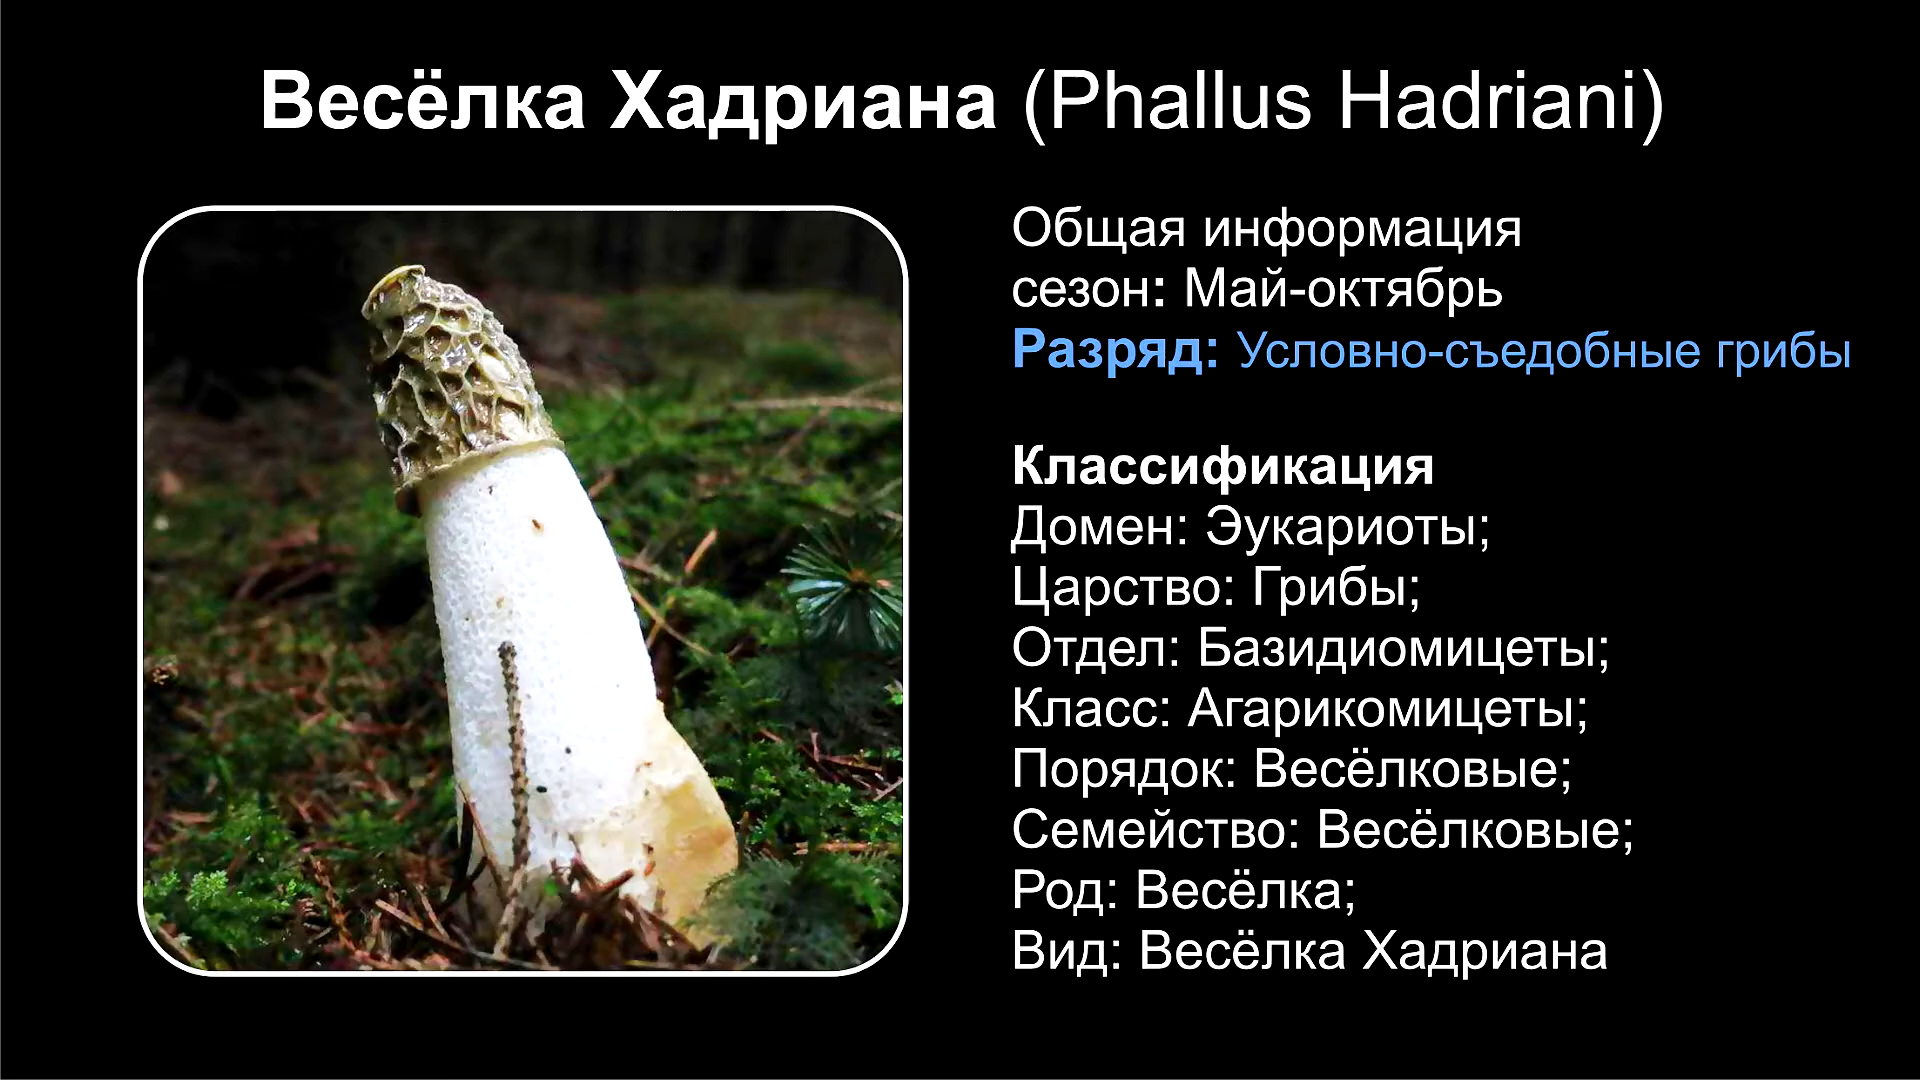 Весёлка Хадриана (Phallus Hadriani)
Общая информация
сезон: Май-октябрь
Разряд: Условно-съедобные грибы
Классификация
Домен: Эукариоты;
Царство: Грибы;
Отдел: Базидиомицеты;
Класс: Агарикомицеты;
Порядок: Весёлковые;
Семейство: Весёлковые;
Род: Весёлка;
Вид: Весёлка Хадриана